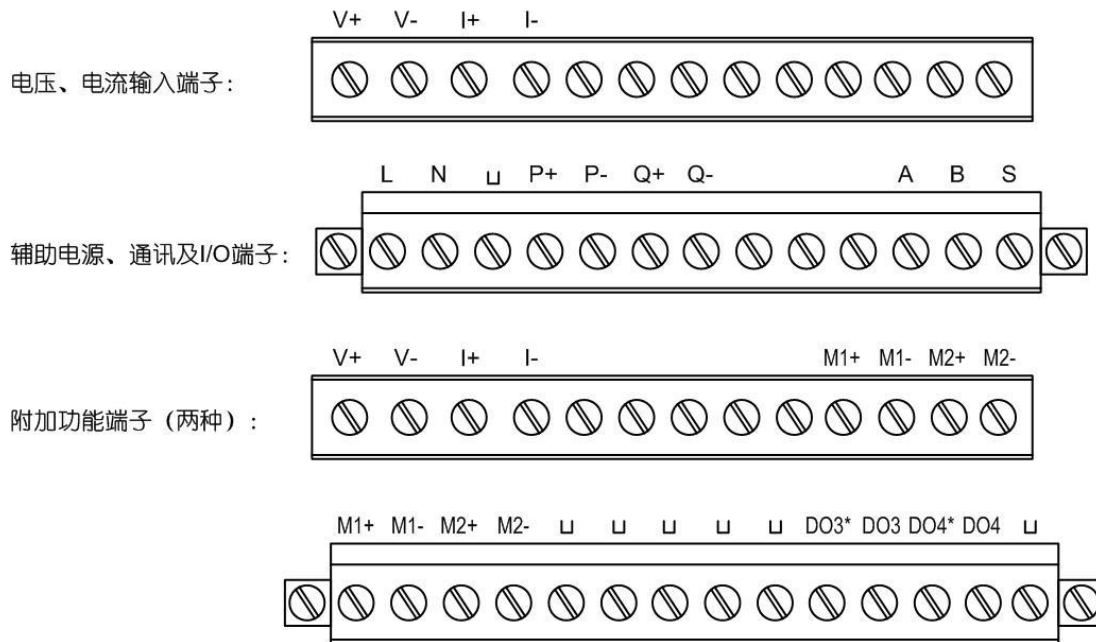 V+ V- I+ I-
电压、电流输入端子：
L N ⊔ P+ P- Q+ Q- A B S
辅助电源、通讯及I/O端子：
V+ V- I+ I- M1+ M1- M2+ M2-
附加功能端子（两种）：
M1+ M1- M2+ M2- ⊔ ⊔ ⊔ ⊔ ⊔ DO3* DO3 DO4* DO4 ⊔